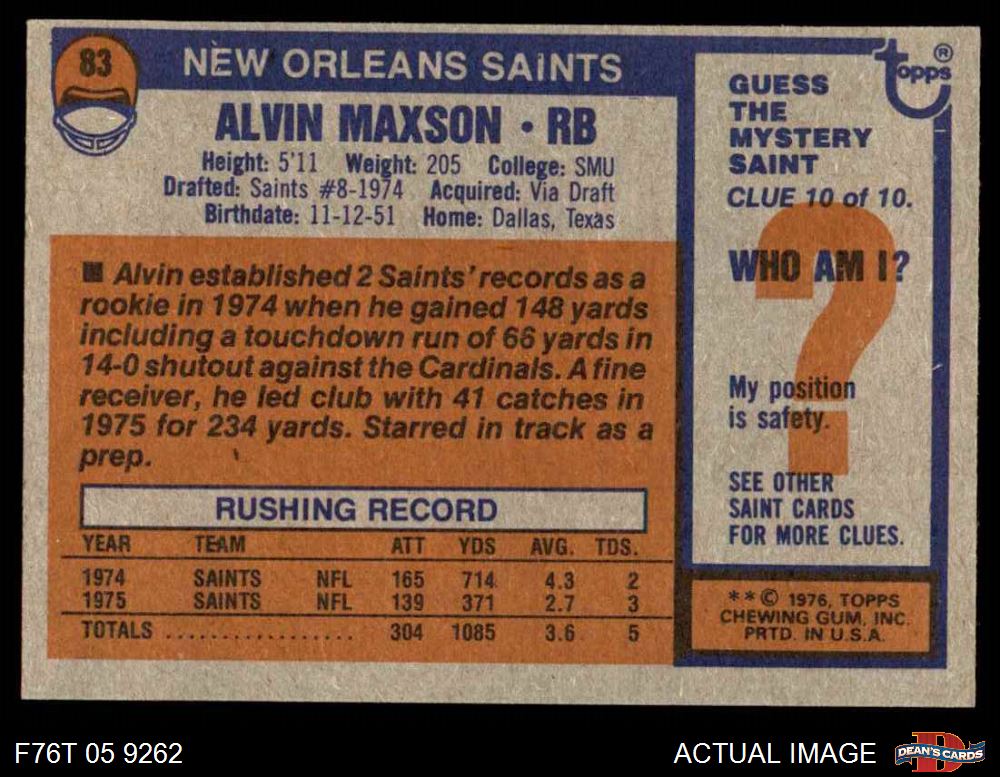 83
NEW ORLEANS SAINTS
ALVIN MAXSON • RB
Height: 5'11 Weight: 205 College: SMU
Drafted: Saints #8-1974 Acquired: Via Draft
Birthdate: 11-12-51 Home: Dallas, Texas
■ Alvin established 2 Saints' records as a
rookie in 1974 when he gained 148 yards
including a touchdown run of 66 yards in
14-0 shutout against the Cardinals. A fine
receiver, he led club with 41 catches in
1975 for 234 yards. Starred in track as a
prep.
RUSHING RECORD
YEAR TEAM ATT YDS AVG. TDS.
1974 SAINTS NFL 165 714 4.3 2
1975 SAINTS NFL 139 371 2.7 3
TOTALS .................. 304 1085 3.6 5
topps ®
GUESS
THE
MYSTERY
SAINT
CLUE 10 of 10.
?
WHO AM I?
My position
is safety.
SEE OTHER
SAINT CARDS
FOR MORE CLUES.
**© 1976, TOPPS
CHEWING GUM, INC.
PRTD. IN U.S.A.
F76T 05 9262
ACTUAL IMAGE
D
DEAN'S CARDS